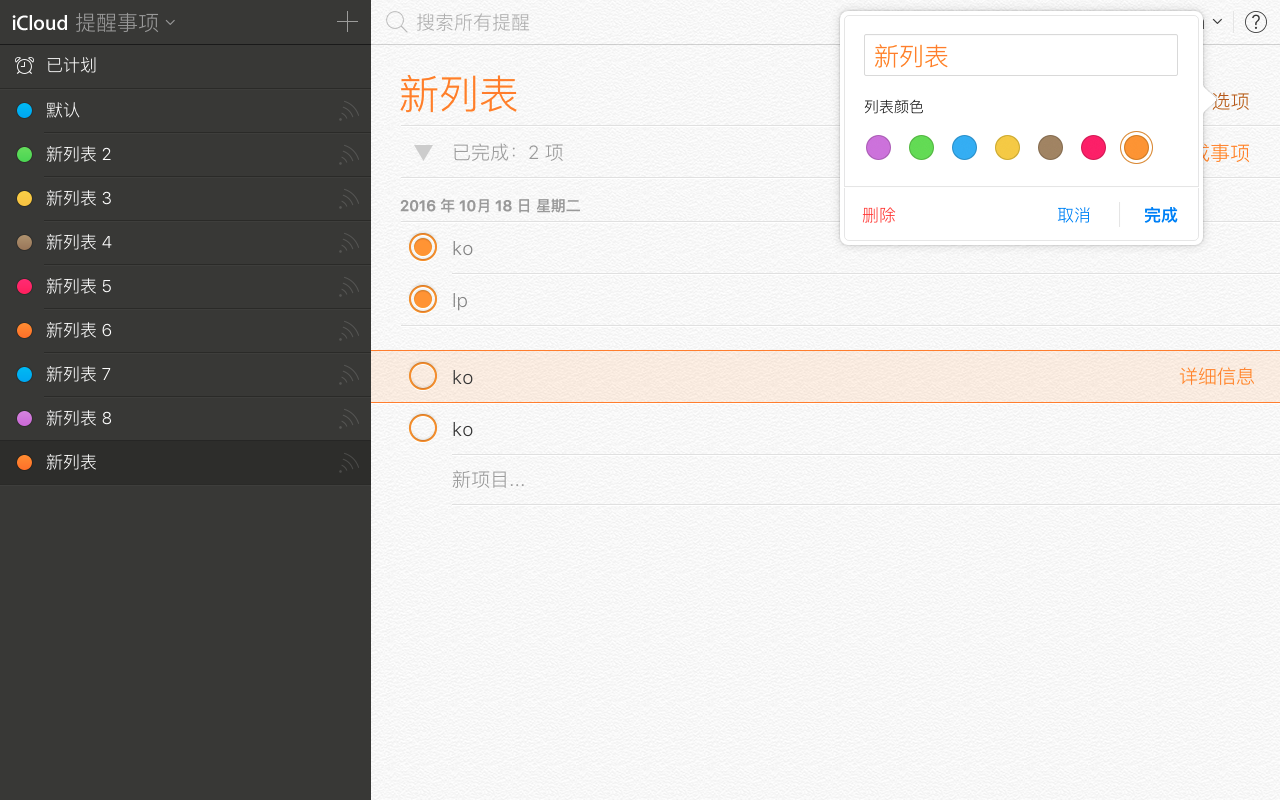 iCloud 提醒事项
已计划
默认
新列表 2
新列表 3
新列表 4
新列表 5
新列表 6
新列表 7
新列表 8
新列表
搜索所有提醒
?
新列表
选项
已完成：2 项
事项
2016 年 10月 18 日 星期二
ko
lp
ko
详细信息
ko
新项目...
新列表
列表颜色
删除
取消
完成